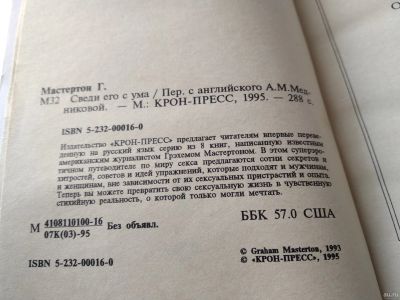 Мастертон Г.
М32 Сведи его с ума / Пер. с английского А.М.Мед-
никовой. — М.: КРОН-ПРЕСС, 1995. — 288 с.
ISBN 5-232-00016-0
Издательство «КРОН-ПРЕСС» предлагает читателям впервые переве-
денную на русский язык серию из 8 книг, написанную известным
американским журналистом Грэхемом Мастертоном. В этом суперэро-
тичном путеводителе по миру секса предлагаются сотни секретов и
хитростей, советов и идей упражнений, которые подходят и мужчинам,
и женщинам, вне зависимости от их сексуальных пристрастий и опыта.
Теперь вы можете превратить свою сексуальную жизнь в чувственную
стихийную реальность, о которой только могли мечтать.
М 4108110100-16 Без объявл.
07К(03)-95
ББК 57.0 США
ISBN 5-232-00016-0
© Graham Masterton, 1993
© «КРОН-ПРЕСС», 1995
au.ru